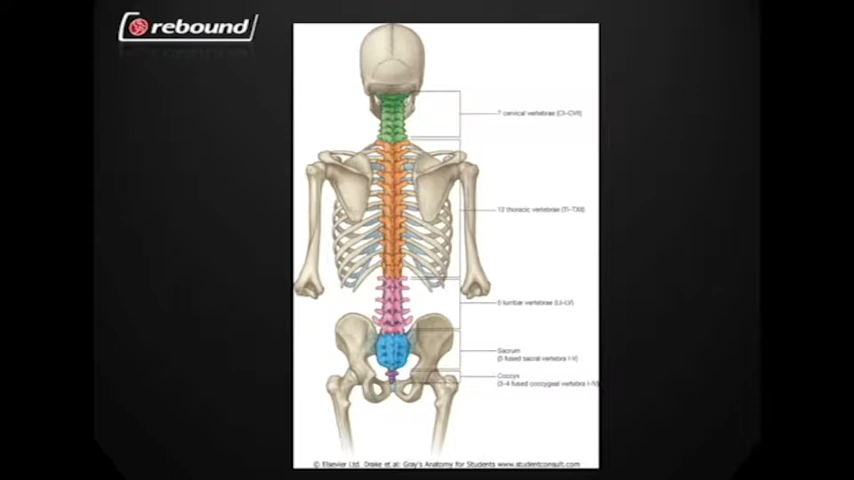 rebound
7 cervical vertebrae (CI–CVII)
12 thoracic vertebrae (TI–TXII)
5 lumbar vertebrae (LI–LV)
Sacrum
(5 fused sacral vertebra I–V)
Coccyx
(3–4 fused coccygeal vertebra I–IV)
© Elsevier Ltd. Drake et al: Gray's Anatomy for Students www.studentconsult.com